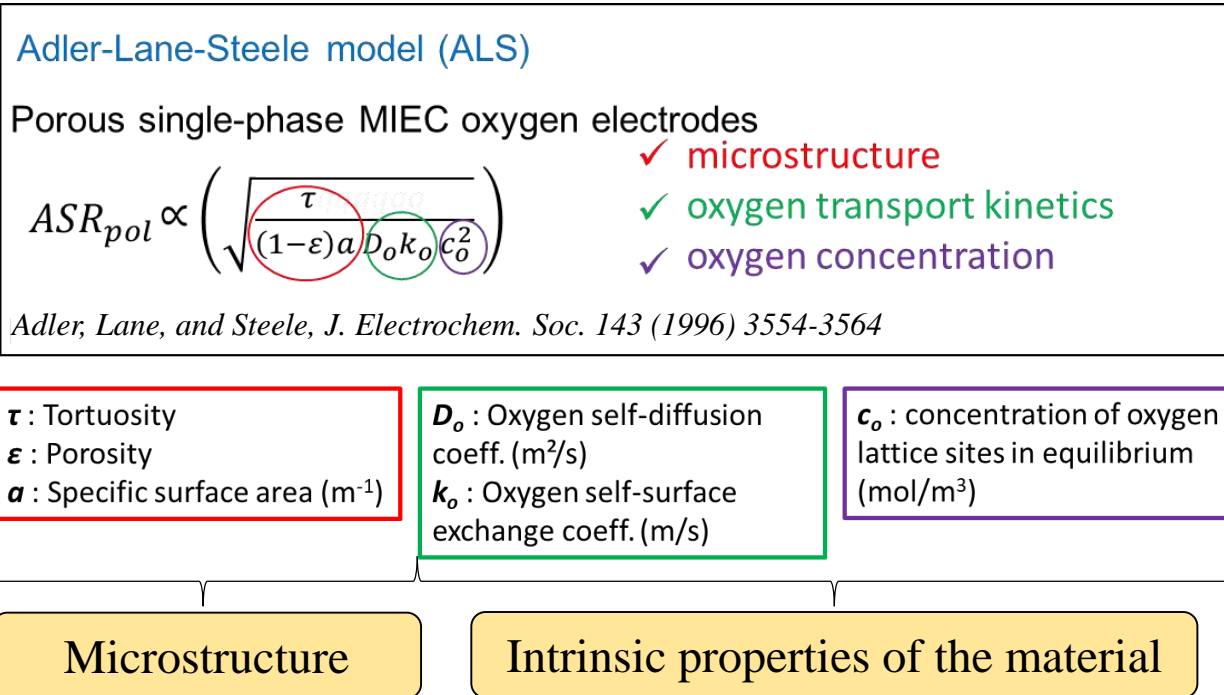 Adler-Lane-Steele model (ALS)
Porous single-phase MIEC oxygen electrodes
✓ microstructure
✓ oxygen transport kinetics
✓ oxygen concentration
ASR_pol ∝ (√(τ / ((1−ε)a D_o k_o c_o^2)))
Adler, Lane, and Steele, J. Electrochem. Soc. 143 (1996) 3554-3564
τ : Tortuosity
ε : Porosity
a : Specific surface area (m⁻¹)
D_o : Oxygen self-diffusion
coeff. (m²/s)
k_o : Oxygen self-surface
exchange coeff. (m/s)
c_o : concentration of oxygen
lattice sites in equilibrium
(mol/m³)
Microstructure
Intrinsic properties of the material